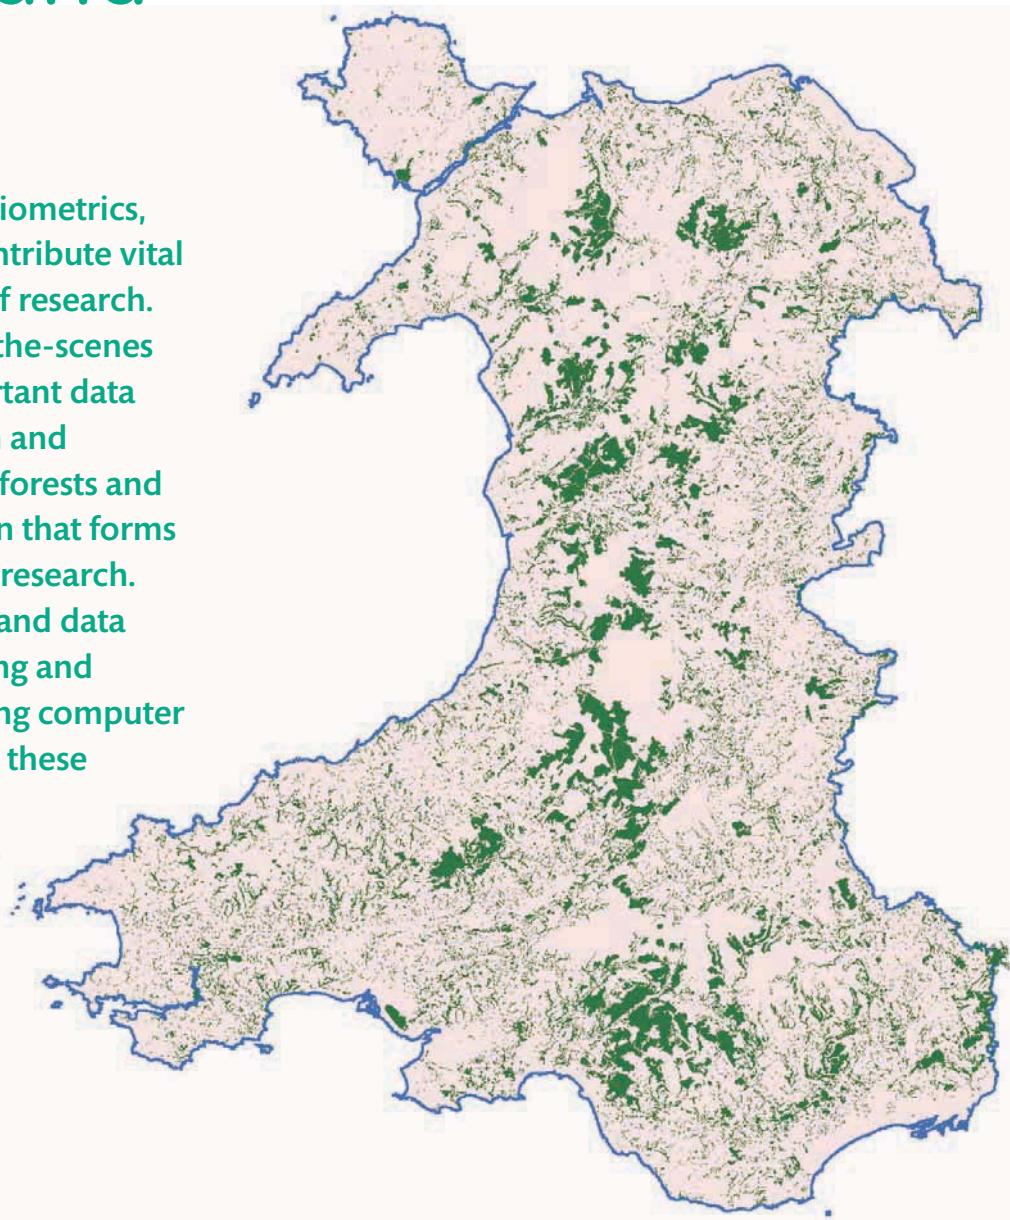 iometrics,
ntribute vital
f research.
the-scenes
rtant data
n and
forests and
n that forms
research.
and data
ng and
ng computer
these